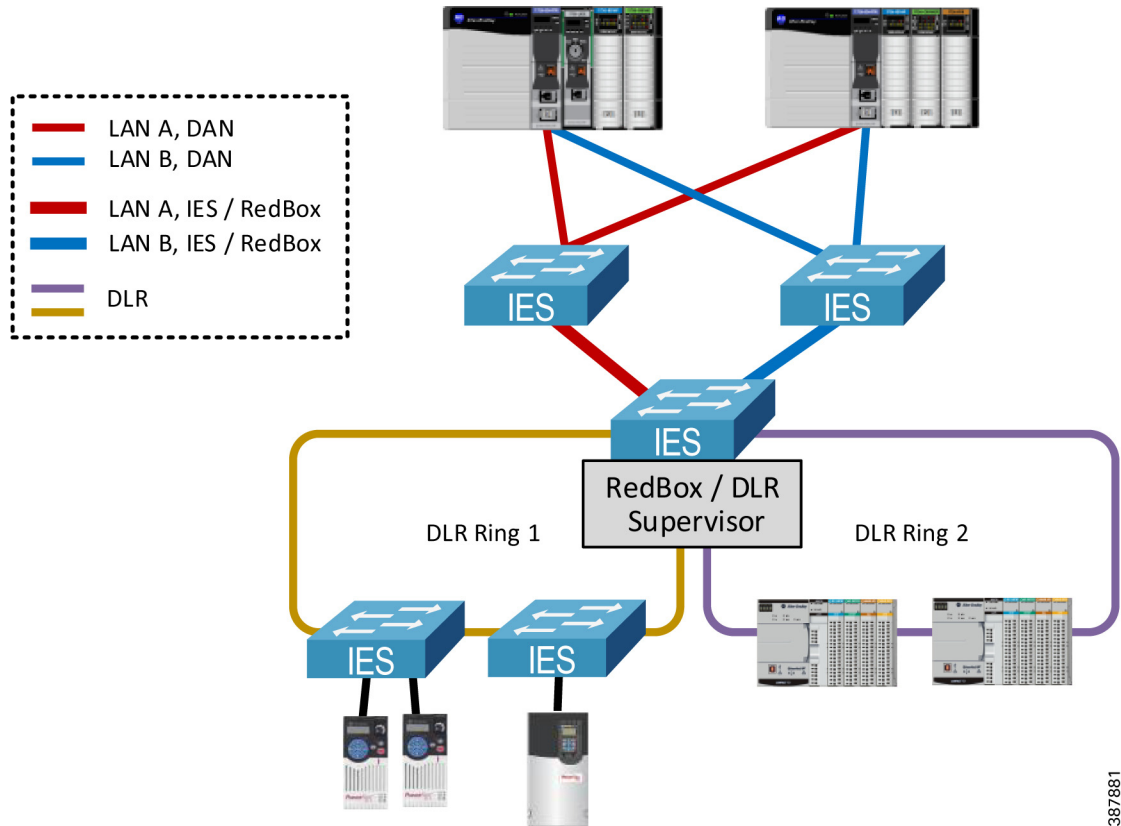 LAN A, DAN
LAN B, DAN
LAN A, IES / RedBox
LAN B, IES / RedBox
DLR
IES
IES
IES
RedBox / DLR
Supervisor
DLR Ring 1
DLR Ring 2
IES
IES
387881